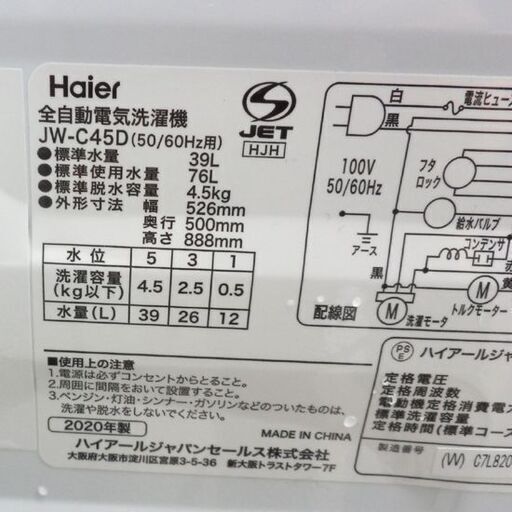 Haier
全自動電気洗濯機
JW-C45D(50/60Hz用)
■標準水量 39L
■標準使用水量 76L
■標準脱水容量 4.5kg
■外形寸法 幅 526mm
奥行 500mm
高さ 888mm
S
JET
HJH
水位 5 3 1
洗濯容量(kg以下) 4.5 2.5 0.5
水量(L) 39 26 12
白
黒
電流ヒュー
100V
50/60Hz
フタ
ロック
給水バルブ
アース
コンデンサ
黒
赤
黄
M
M
トルクモーター
洗濯モータ
配線図
■使用上の注意
1.電源は必ずコンセントからとること。
2.周囲に間隔をおいて設置すること。
3.ベンジン・灯油・シンナー・ガソリンなどのついたものは、
洗濯や脱水をしないでください。
2020年製
MADE IN CHINA
ハイアールジャパンセールス株式会社
大阪府大阪市淀川区宮原3-5-36 新大阪トラストタワー7F
PS
E
ハイアールジャ
定格電圧
定格周波数
電動機定格消費電
標準洗濯容量
定格時間(標準コース
製造番号
(W) C7L820